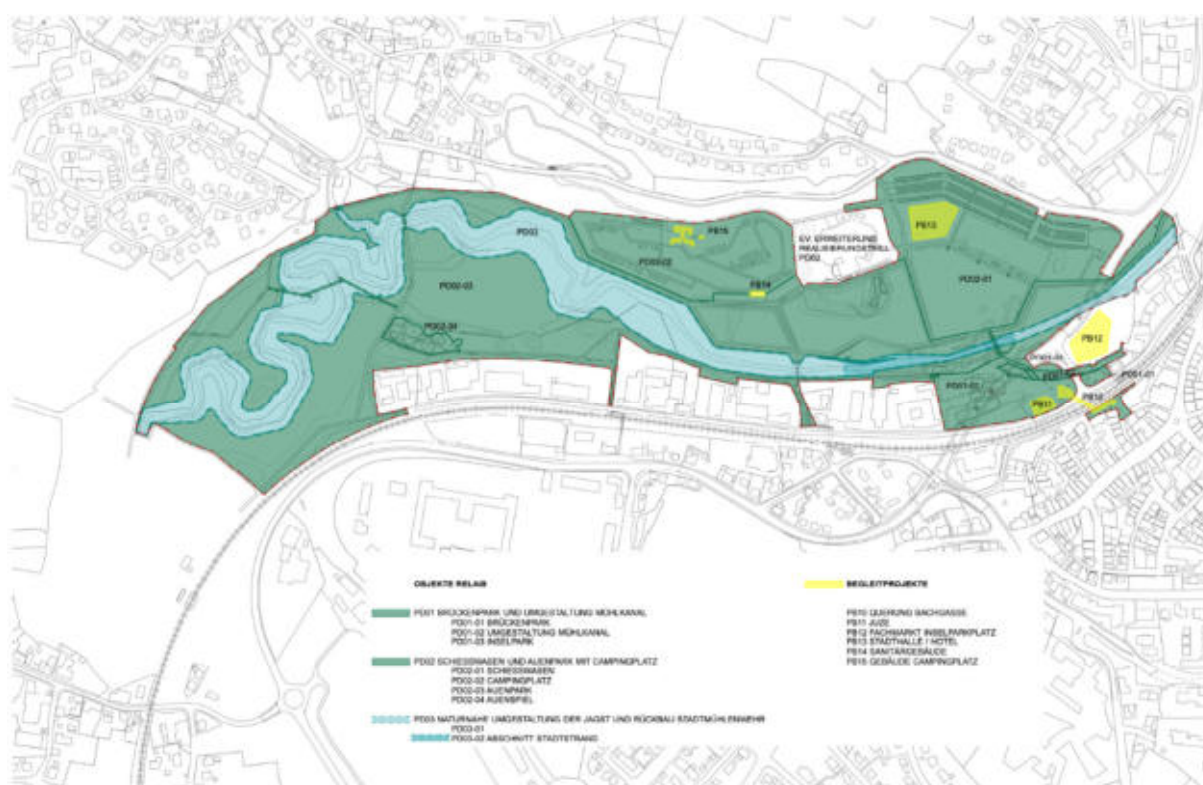 PD03
PB15
PD02-02
EV. ERWEITERUNG
REALISIERUNGSTEIL
PD02
PB13
PD02-01
PB14
PD02-03
PD02-04
PB12
PD01-01
PB11
PB10
OBJEKTE RELAIS
PD01 BRÜCKENPARK UND UMGESTALTUNG MÜHLKANAL
PD01-01 BRÜCKENPARK
PD01-02 UMGESTALTUNG MÜHLKANAL
PD01-03 INSELPARK
PD02 SCHIESSWASEN UND AUENPARK MIT CAMPINGPLATZ
PD02-01 SCHIESSWASEN
PD02-02 CAMPINGPLATZ
PD02-03 AUENPARK
PD02-04 AUENSPIEL
PD03 NATURNAHE UMGESTALTUNG DER JAGST UND RÜCKBAU STADTMÜHLENWEHR
PD03-01
PD03-02 ABSCHNITT STADTSTRAND
BEGLEITPROJEKTE
PB10 QUERUNG BACHGASSE
PB11 JUZE
PB12 FACHMARKT INSELPARKPLATZ
PB13 STADTHALLE / HOTEL
PB14 SANITÄRGEBÄUDE
PB15 GEBÄUDE CAMPINGPLATZ